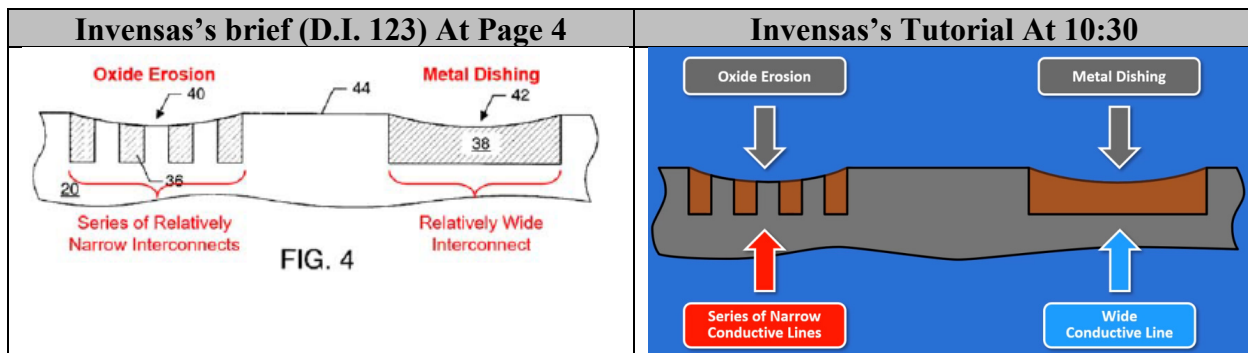 Invensas's brief (D.I. 123) At Page 4
Oxide Erosion
Metal Dishing
40
44
42
38
36
20
Series of Relatively
Narrow Interconnects
Relatively Wide
Interconnect
FIG. 4
Invensas's Tutorial At 10:30
Oxide Erosion
Metal Dishing
Series of Narrow
Conductive Lines
Wide
Conductive Line